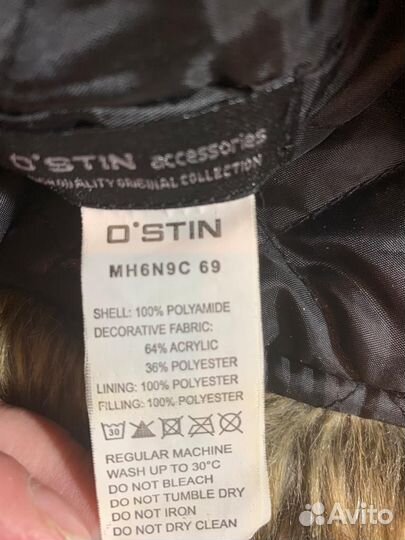 O'STIN accessories
QUALITY ORIGINAL COLLECTION
O'STIN
MH6N9C 69
SHELL: 100% POLYAMIDE
DECORATIVE FABRIC:
64% ACRYLIC
36% POLYESTER
LINING: 100% POLYESTER
FILLING: 100% POLYESTER
30
REGULAR MACHINE
WASH UP TO 30°C
DO NOT BLEACH
DO NOT TUMBLE DRY
DO NOT IRON
DO NOT DRY CLEAN
Avito